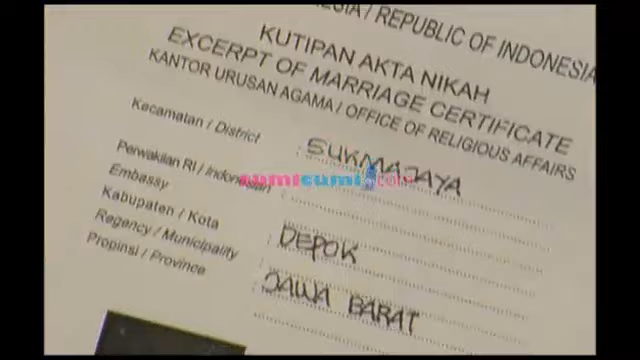 ESIA / REPUBLIC OF INDONESIA
KUTIPAN AKTA NIKAH
EXCERPT OF MARRIAGE CERTIFICATE
KANTOR URUSAN AGAMA / OFFICE OF RELIGIOUS AFFAIRS
Kecamatan / District : SUKMAJAYA
Perwakilan RI / Indonesian
Embassy
cumicumi.com
Kabupaten / Kota : DEPOK
Regency / Municipality
Propinsi / Province : JAWA BARAT